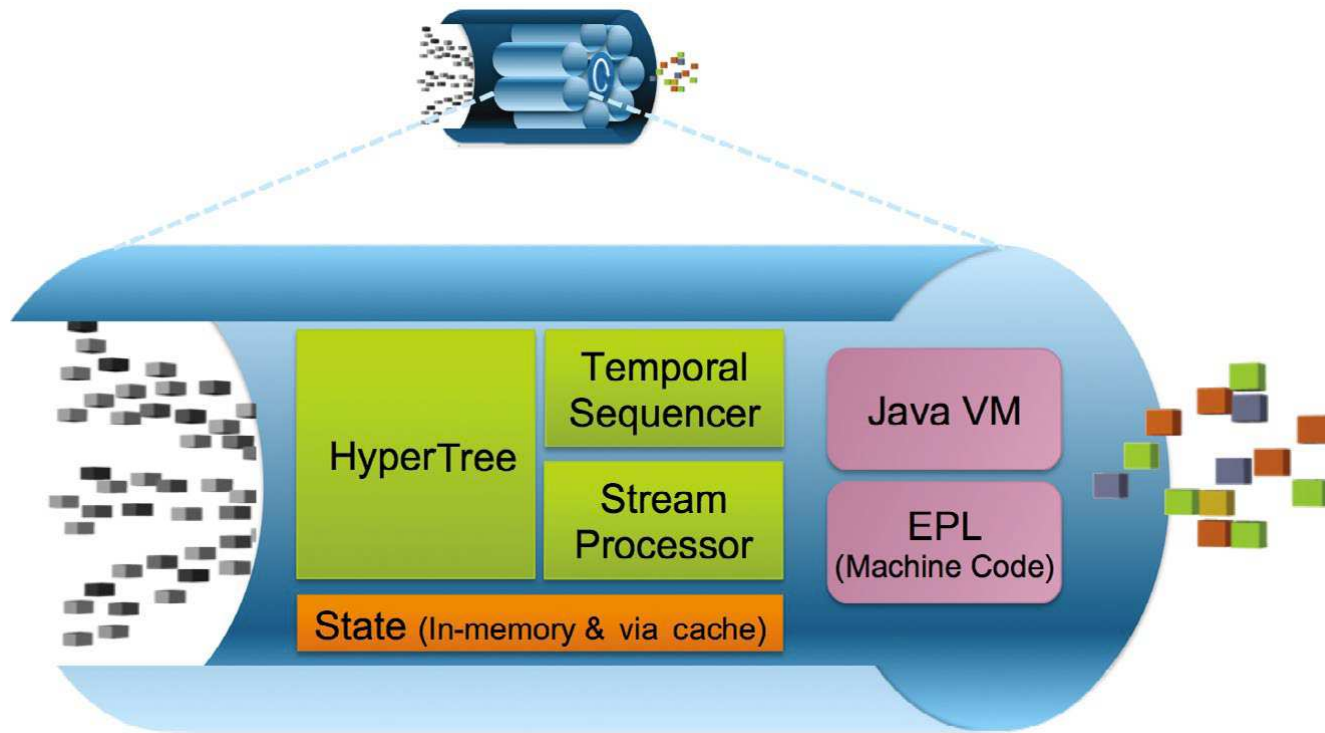 HyperTree
Temporal
Sequencer
Stream
Processor
State (In-memory & via cache)
Java VM
EPL
(Machine Code)